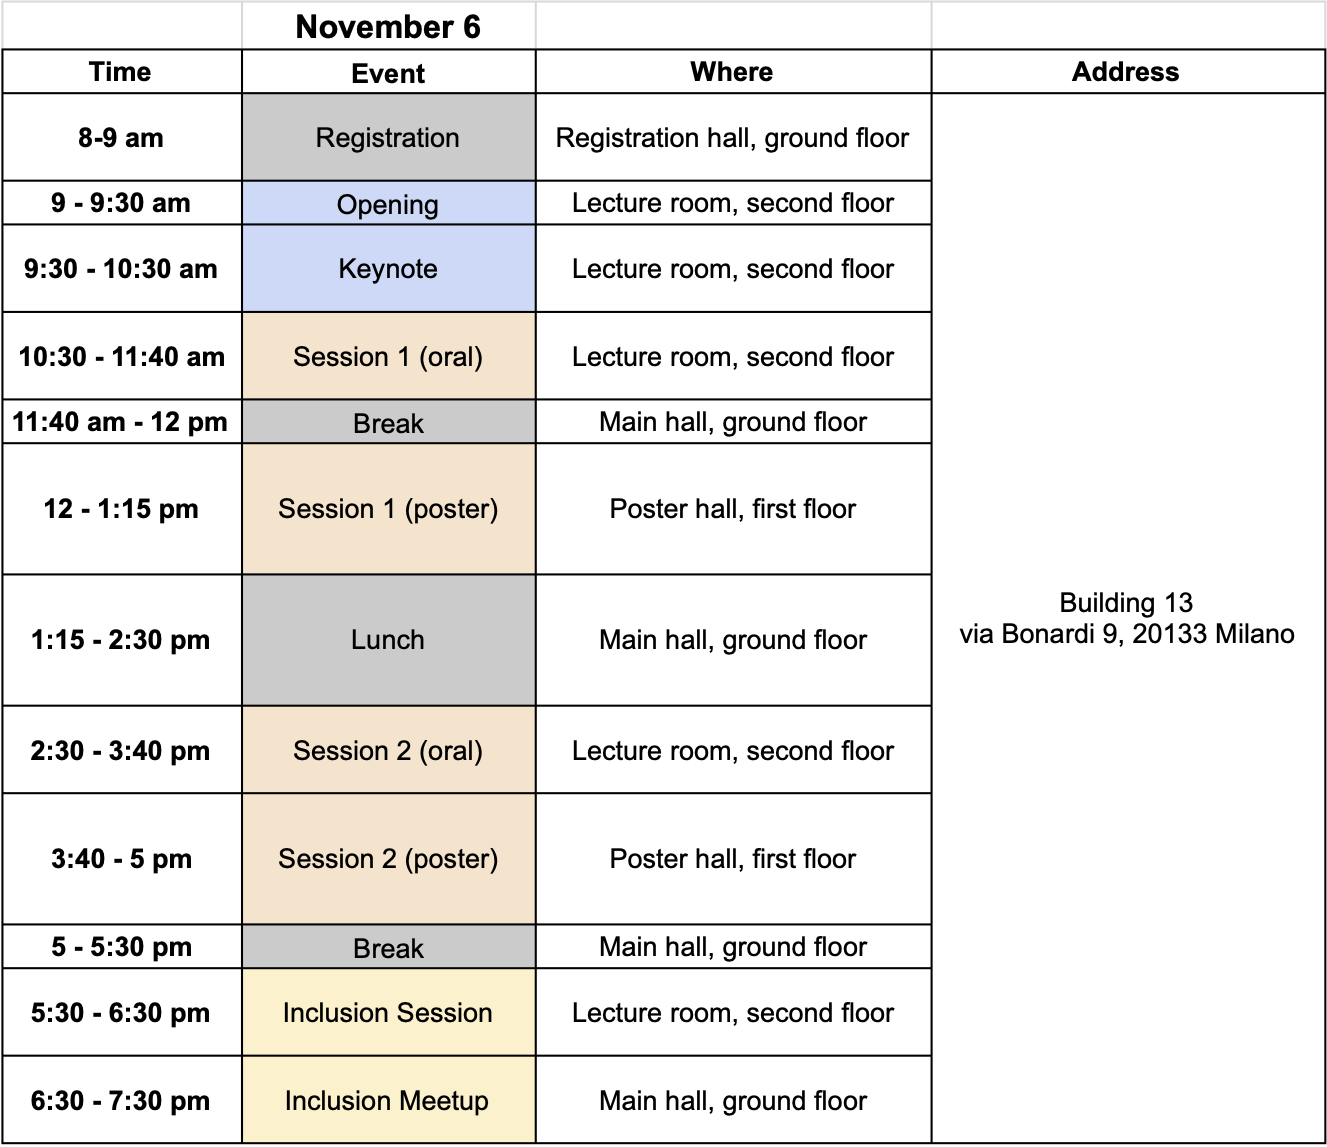 November 6
Time Event Where Address
8-9 am Registration Registration hall, ground floor
9 - 9:30 am Opening Lecture room, second floor
9:30 - 10:30 am Keynote Lecture room, second floor
10:30 - 11:40 am Session 1 (oral) Lecture room, second floor
11:40 am - 12 pm Break Main hall, ground floor
12 - 1:15 pm Session 1 (poster) Poster hall, first floor
1:15 - 2:30 pm Lunch Main hall, ground floor
Building 13
via Bonardi 9, 20133 Milano
2:30 - 3:40 pm Session 2 (oral) Lecture room, second floor
3:40 - 5 pm Session 2 (poster) Poster hall, first floor
5 - 5:30 pm Break Main hall, ground floor
5:30 - 6:30 pm Inclusion Session Lecture room, second floor
6:30 - 7:30 pm Inclusion Meetup Main hall, ground floor